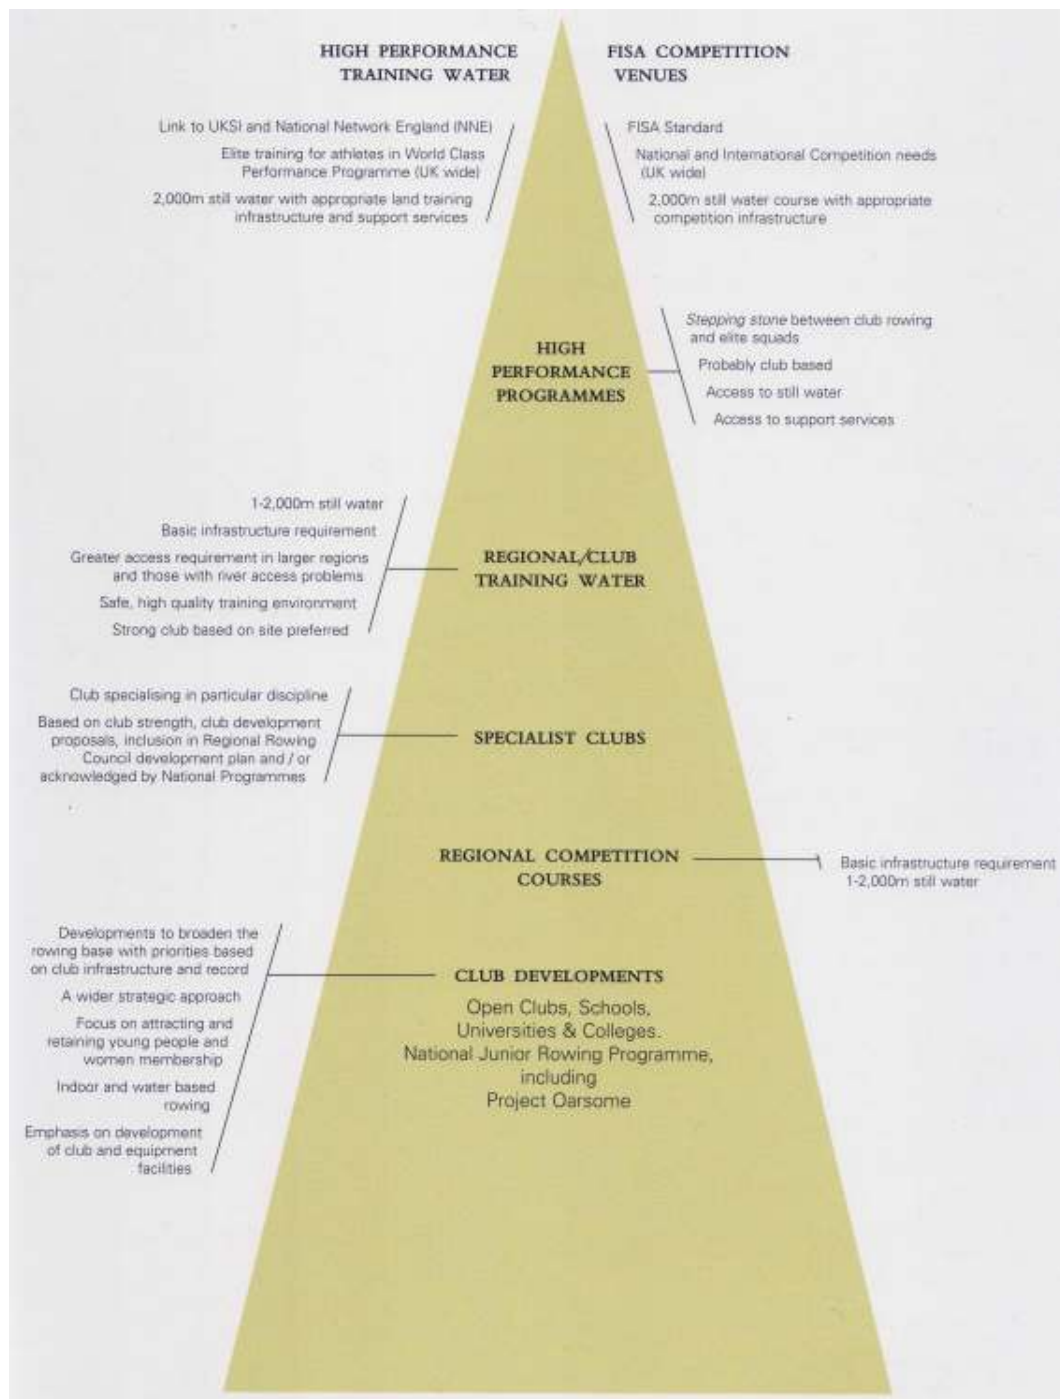 HIGH PERFORMANCE
TRAINING WATER
Link to UKSI and National Network England (NNE)
Elite training for athletes in World Class
Performance Programme (UK wide)
2,000m still water with appropriate land training
infrastructure and support services
FISA COMPETITION
VENUES
FISA Standard
National and International Competition needs
(UK wide)
2,000m still water course with appropriate
competition infrastructure
HIGH
PERFORMANCE
PROGRAMMES
Stepping stone between club rowing
and elite squads
Probably club based
Access to still water
Access to support services
1-2,000m still water
Basic infrastructure requirement
Greater access requirement in larger regions
and those with river access problems
Safe, high quality training environment
Strong club based on site preferred
REGIONAL/CLUB
TRAINING WATER
Club specialising in particular discipline
Based on club strength, club development
proposals, inclusion in Regional Rowing
Council development plan and / or
acknowledged by National Programmes
SPECIALIST CLUBS
REGIONAL COMPETITION
COURSES
Basic infrastructure requirement
1-2,000m still water
Developments to broaden the
rowing base with priorities based
on club infrastructure and record
A wider strategic approach
Focus on attracting and
retaining young people and
women membership
Indoor and water based
rowing
Emphasis on development
of club and equipment
facilities
CLUB DEVELOPMENTS
Open Clubs, Schools,
Universities & Colleges.
National Junior Rowing Programme,
including
Project Oarsome